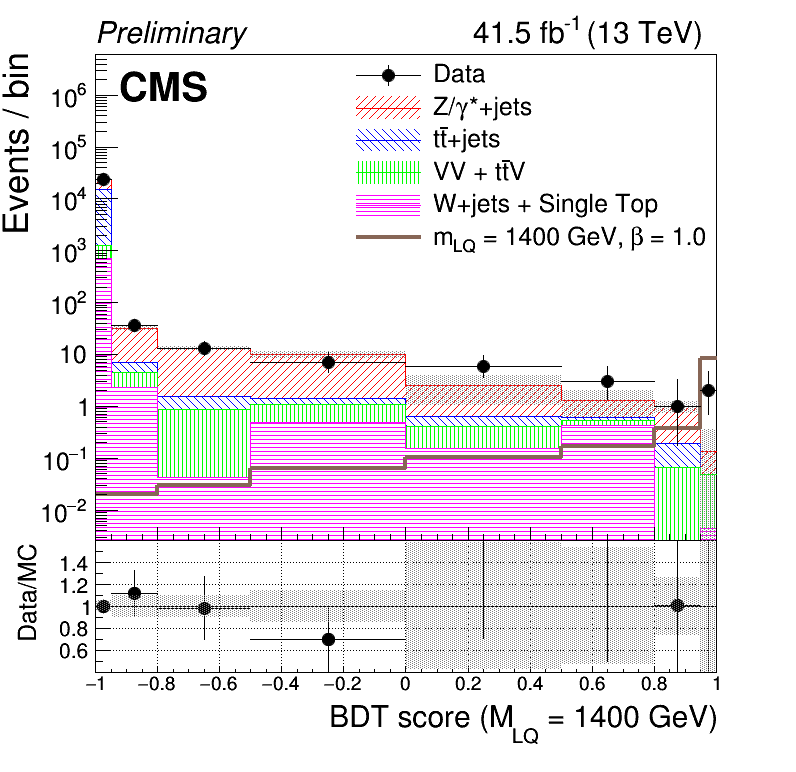 Preliminary 41.5 fb⁻¹ (13 TeV)
CMS
Events / bin
Data
Z/γ*+jets
tt̄+jets
VV + tt̄V
W+jets + Single Top
m_LQ = 1400 GeV, β = 1.0
10⁶
10⁵
10⁴
10³
10²
10
1
10⁻¹
10⁻²
Data/MC
1.4
1.2
1
0.8
0.6
−1 −0.8 −0.6 −0.4 −0.2 0 0.2 0.4 0.6 0.8 1
BDT score (M_LQ = 1400 GeV)